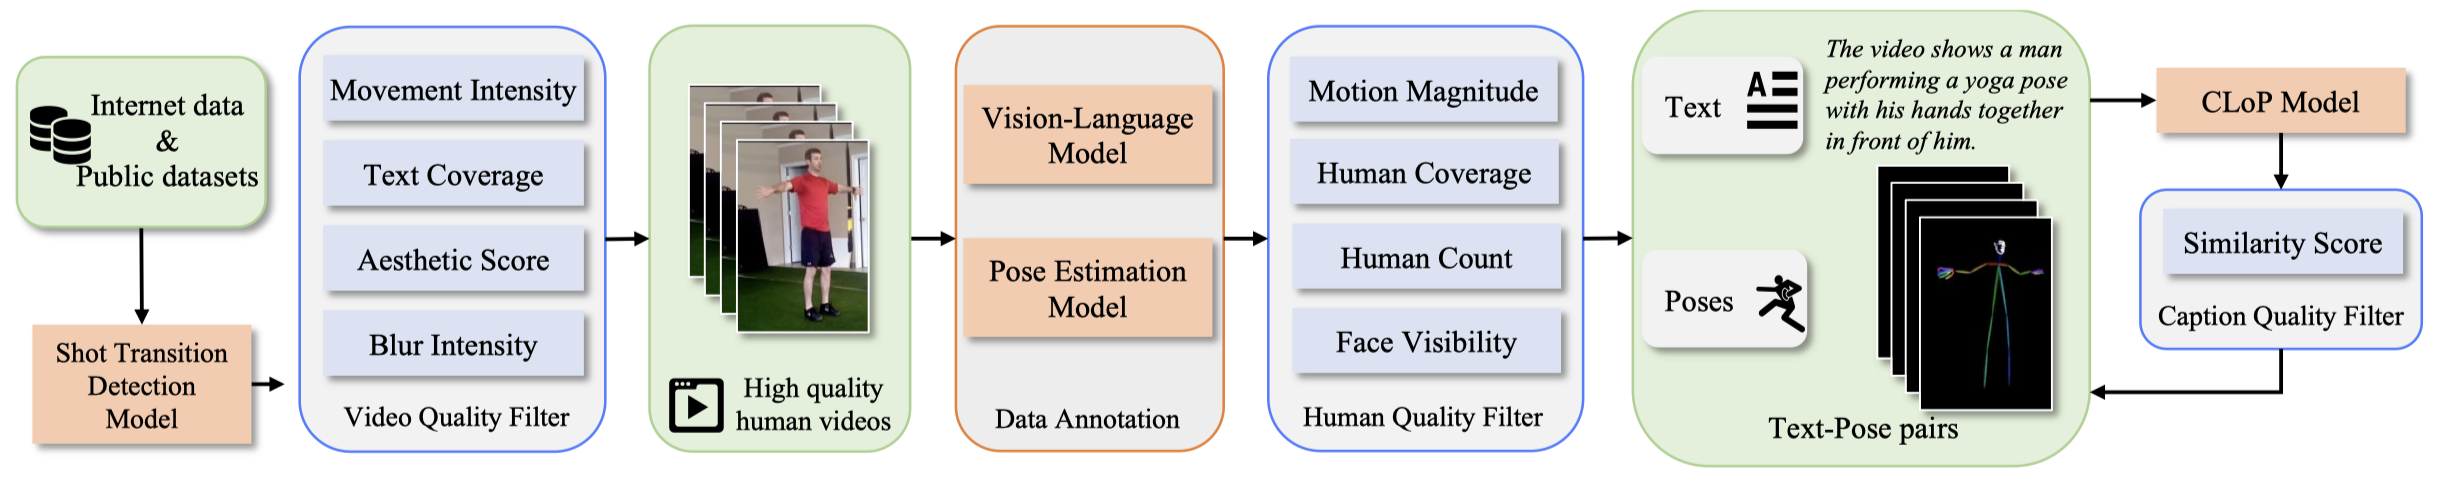 Internet data
&
Public datasets
Shot Transition
Detection
Model
Movement Intensity
Text Coverage
Aesthetic Score
Blur Intensity
Video Quality Filter
High quality
human videos
Vision-Language
Model
Pose Estimation
Model
Data Annotation
Motion Magnitude
Human Coverage
Human Count
Face Visibility
Human Quality Filter
Text
A
The video shows a man
performing a yoga pose
with his hands together
in front of him.
Poses
Text-Pose pairs
CLoP Model
Similarity Score
Caption Quality Filter